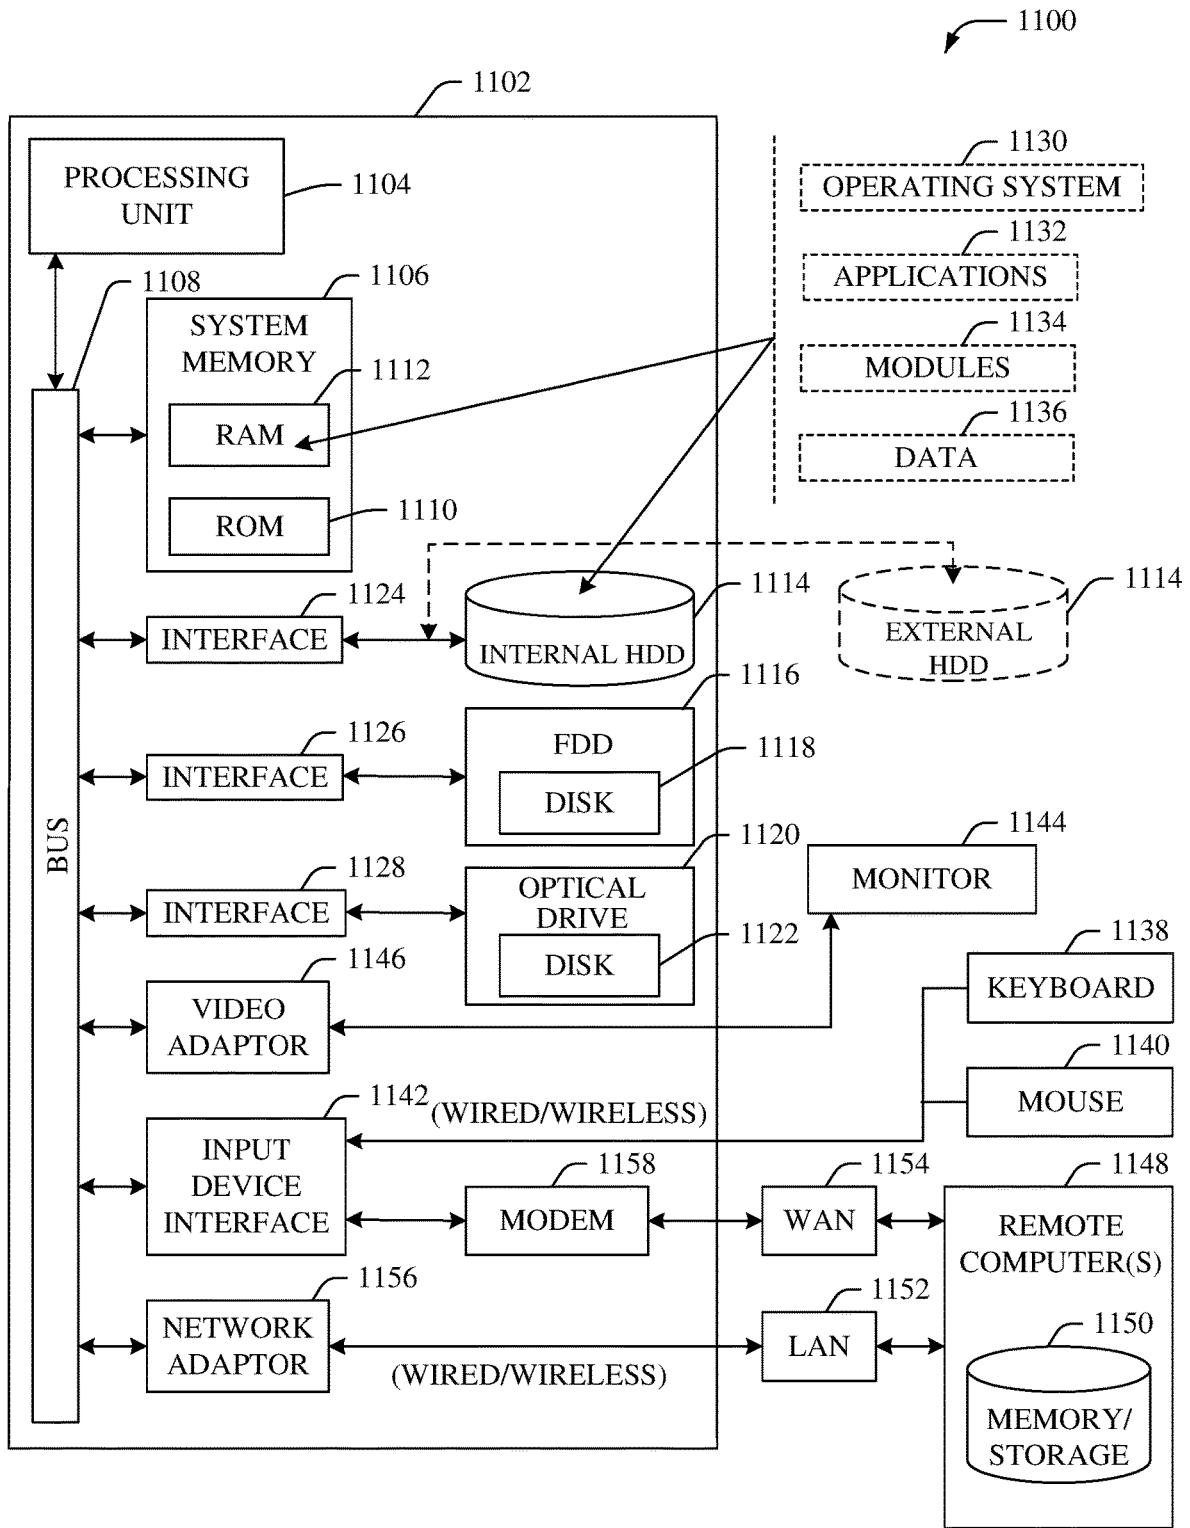 1100
1102
PROCESSING
UNIT
1104
1130
OPERATING SYSTEM
1132
APPLICATIONS
1134
MODULES
1136
DATA
1108
1106
SYSTEM
MEMORY
1112
RAM
1110
ROM
BUS
1124
INTERFACE
1114
INTERNAL HDD
1114
EXTERNAL
HDD
1126
INTERFACE
1116
FDD
1118
DISK
1128
INTERFACE
1120
OPTICAL
DRIVE
1122
DISK
1144
MONITOR
1146
VIDEO
ADAPTOR
1138
KEYBOARD
1140
MOUSE
1142
(WIRED/WIRELESS)
INPUT
DEVICE
INTERFACE
1158
MODEM
1154
WAN
1148
REMOTE
COMPUTER(S)
1156
NETWORK
ADAPTOR
(WIRED/WIRELESS)
1152
LAN
1150
MEMORY/
STORAGE